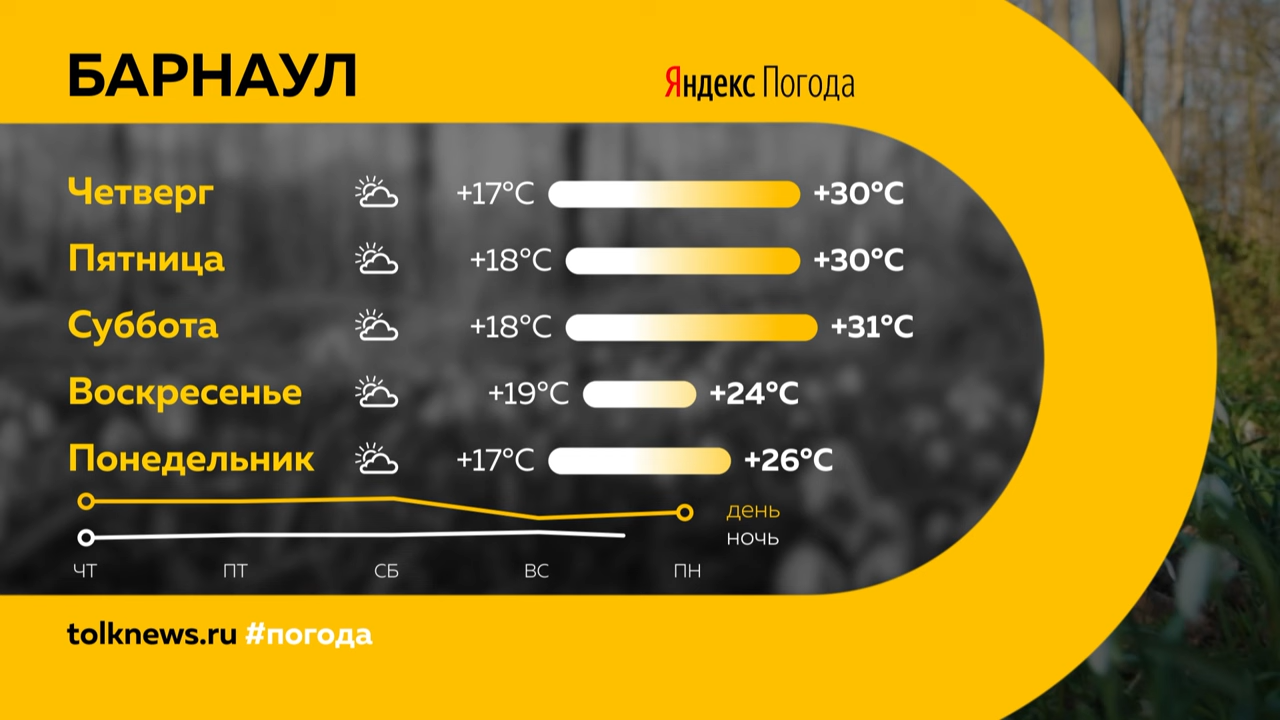 БАРНАУЛ
Яндекс Погода
Четверг +17°C +30°C
Пятница +18°C +30°C
Суббота +18°C +31°C
Воскресенье +19°C +24°C
Понедельник +17°C +26°C
день
ночь
ЧТ ПТ СБ ВС ПН
tolknews.ru #погода